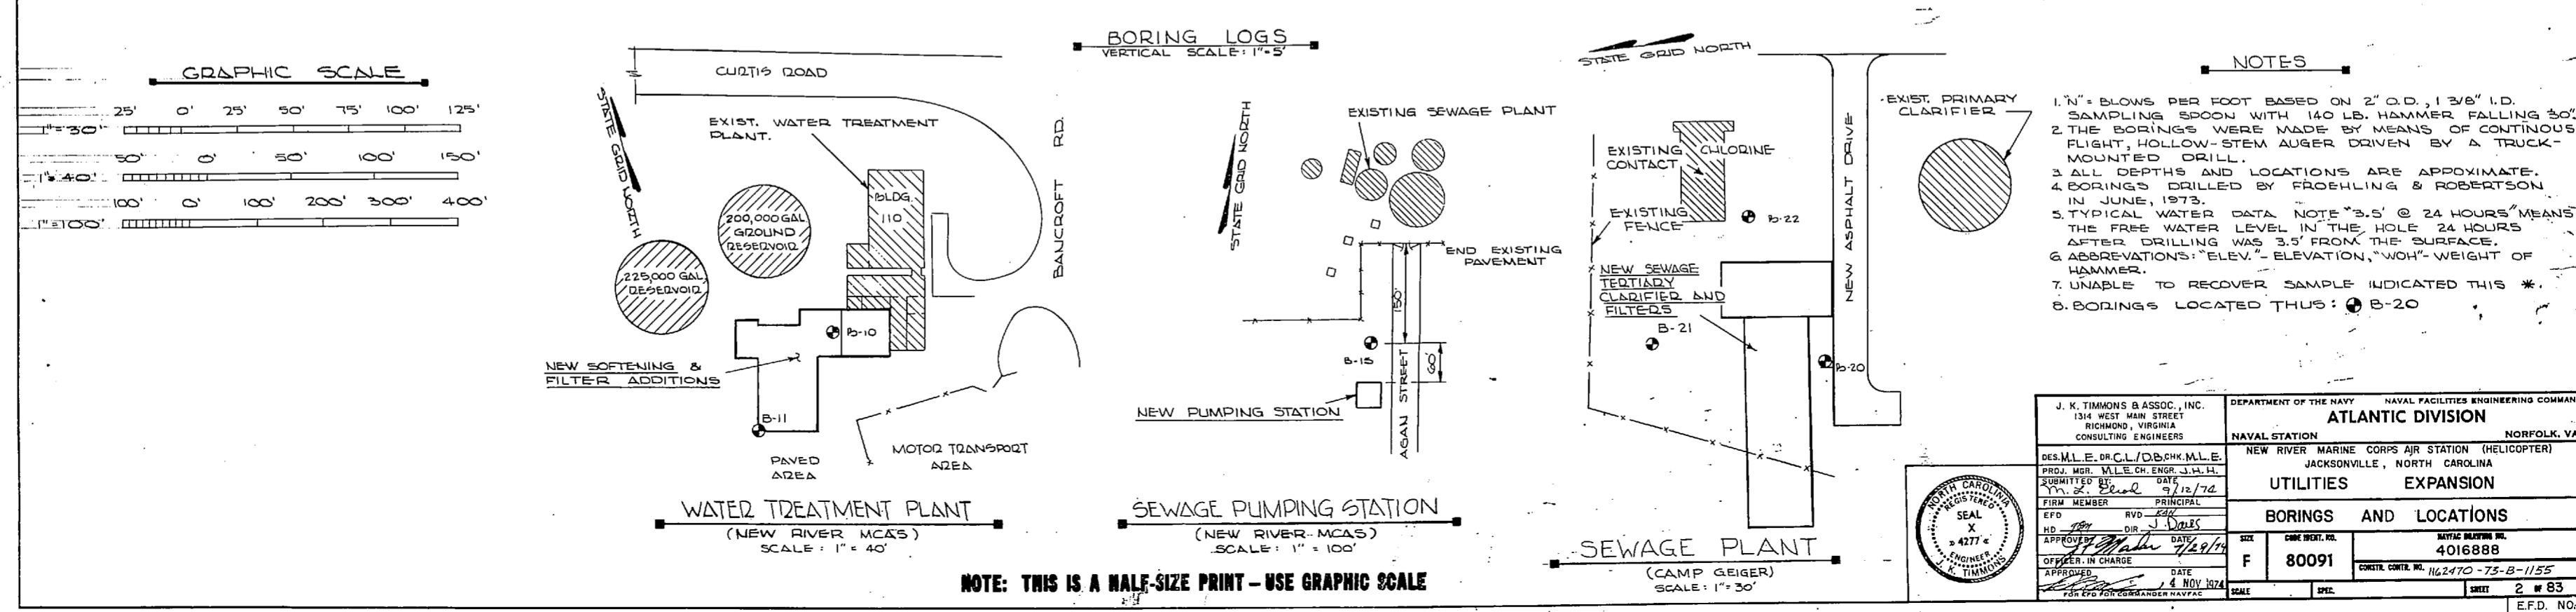 GRAPHIC SCALE
25' 0' 25' 50' 75' 100' 125'
1"=30'
50' 0' 50' 100' 150'
1"=40'
100' 0' 100' 200' 300' 400'
1"=100'
BORING LOGS
VERTICAL SCALE: 1"=5'
CURTIS ROAD
STATE GRID NORTH
EXIST. WATER TREATMENT
PLANT.
BANCROFT RD.
BLDG.
110
200,000 GAL
GROUND
RESERVOIR
225,000 GAL.
RESERVOIR
B-10
NEW SOFTENING &
FILTER ADDITIONS
B-11
PAVED
AREA
MOTOR TRANSPORT
AREA
WATER TREATMENT PLANT
(NEW RIVER MCAS)
SCALE: 1" = 40'
STATE GRID NORTH
EXISTING SEWAGE PLANT
END EXISTING
PAVEMENT
150'
B-15
60'
AGAN STREET
NEW PUMPING STATION
SEWAGE PUMPING STATION
(NEW RIVER-MCAS)
SCALE: 1" = 100'
STATE GRID NORTH
EXISTING CHLORINE
CONTACT
EXISTING
FENCE
B-22
NEW ASPHALT DRIVE
EXIST. PRIMARY
CLARIFIER
NEW SEWAGE
TERTIARY
CLARIFIER AND
FILTERS
B-21
B-20
SEWAGE PLANT
(CAMP GEIGER)
SCALE: 1"=30'
NOTE: THIS IS A HALF-SIZE PRINT – USE GRAPHIC SCALE
NOTES
1. "N" = BLOWS PER FOOT BASED ON 2" O.D., 1 3/8" I.D.
SAMPLING SPOON WITH 140 LB. HAMMER FALLING 30".
2. THE BORINGS WERE MADE BY MEANS OF CONTINOUS
FLIGHT, HOLLOW-STEM AUGER DRIVEN BY A TRUCK-
MOUNTED DRILL.
3. ALL DEPTHS AND LOCATIONS ARE APPOXIMATE.
4. BORINGS DRILLED BY FROEHLING & ROBERTSON
IN JUNE, 1973.
5. TYPICAL WATER DATA NOTE "3.5' @ 24 HOURS" MEANS
THE FREE WATER LEVEL IN THE HOLE 24 HOURS
AFTER DRILLING WAS 3.5' FROM THE SURFACE.
6. ABBREVATIONS: "ELEV."- ELEVATION, "WOH"-WEIGHT OF
HAMMER.
7. UNABLE TO RECOVER SAMPLE INDICATED THIS *.
8. BORINGS LOCATED THUS: B-20
NORTH CAROLINA
REGISTERED
SEAL
X
4277
ENGINEER
J. K. TIMMONS
J. K. TIMMONS & ASSOC., INC.
1314 WEST MAIN STREET
RICHMOND, VIRGINIA
CONSULTING ENGINEERS
DES. M.L.E. DR. C.L./D.B. CHK. M.L.E.
PROJ. MGR. M.L.E. CH. ENGR. J.H.H.
SUBMITTED BY: DATE
9/12/74
FIRM MEMBER PRINCIPAL
EFD RVD
HD DIR
APPROVED DATE
OFFICER IN CHARGE
APPROVED DATE
4 NOV 1974
FOR EFD FOR COMMANDER NAVFAC
DEPARTMENT OF THE NAVY NAVAL FACILITIES ENGINEERING COMMAN
ATLANTIC DIVISION
NAVAL STATION NORFOLK, VA
NEW RIVER MARINE CORPS AIR STATION (HELICOPTER)
JACKSONVILLE, NORTH CAROLINA
UTILITIES EXPANSION
BORINGS AND LOCATIONS
SIZE CODE IDENT. NO. NAVFAC DRAWING NO.
F 80091 4016888
CONSTR. CONTR. NO. N62470-73-B-1155
SCALE SPEC. SHEET 2 OF 83
E.F.D. NO.